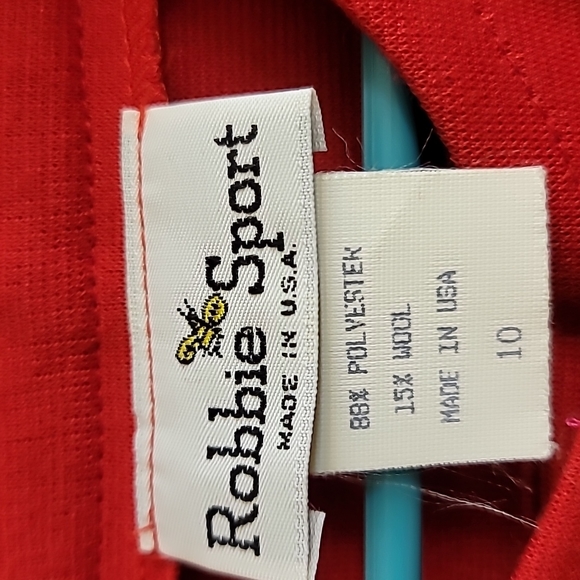 Robbie Sport
MADE IN U.S.A.
88% POLYESTER
15% WOOL
MADE IN USA
10